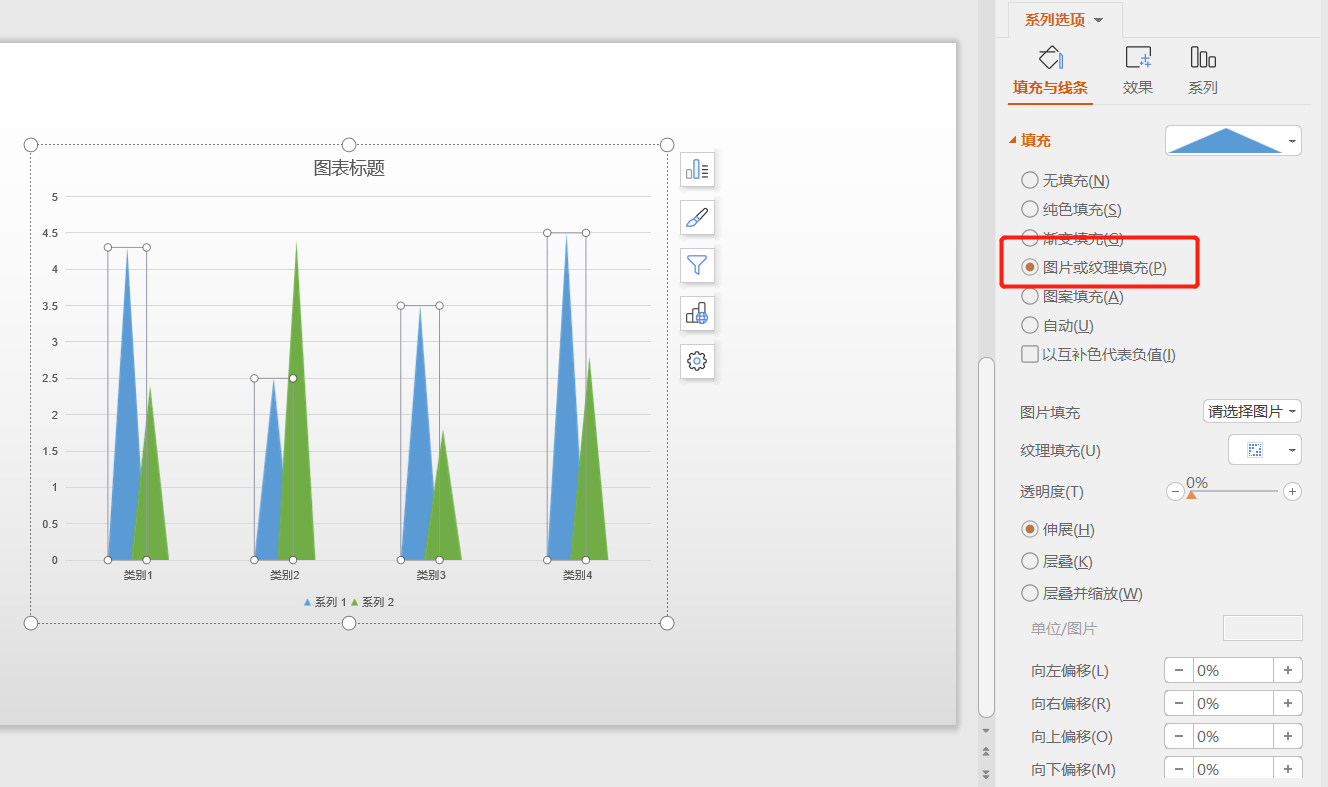 图表标题
5
4.5
4
3.5
3
2.5
2
1.5
1
0.5
0
类别1 类别2 类别3 类别4
系列 1 系列 2
系列选项
填充与线条 效果 系列
填充
无填充(N)
纯色填充(S)
渐变填充(G)
图片或纹理填充(P)
图案填充(A)
自动(U)
以互补色代表负值(I)
图片填充 请选择图片
纹理填充(U)
透明度(T) 0%
伸展(H)
层叠(K)
层叠并缩放(W)
单位/图片
向左偏移(L) − 0% +
向右偏移(R) − 0% +
向上偏移(O) − 0% +
向下偏移(M) − 0% +